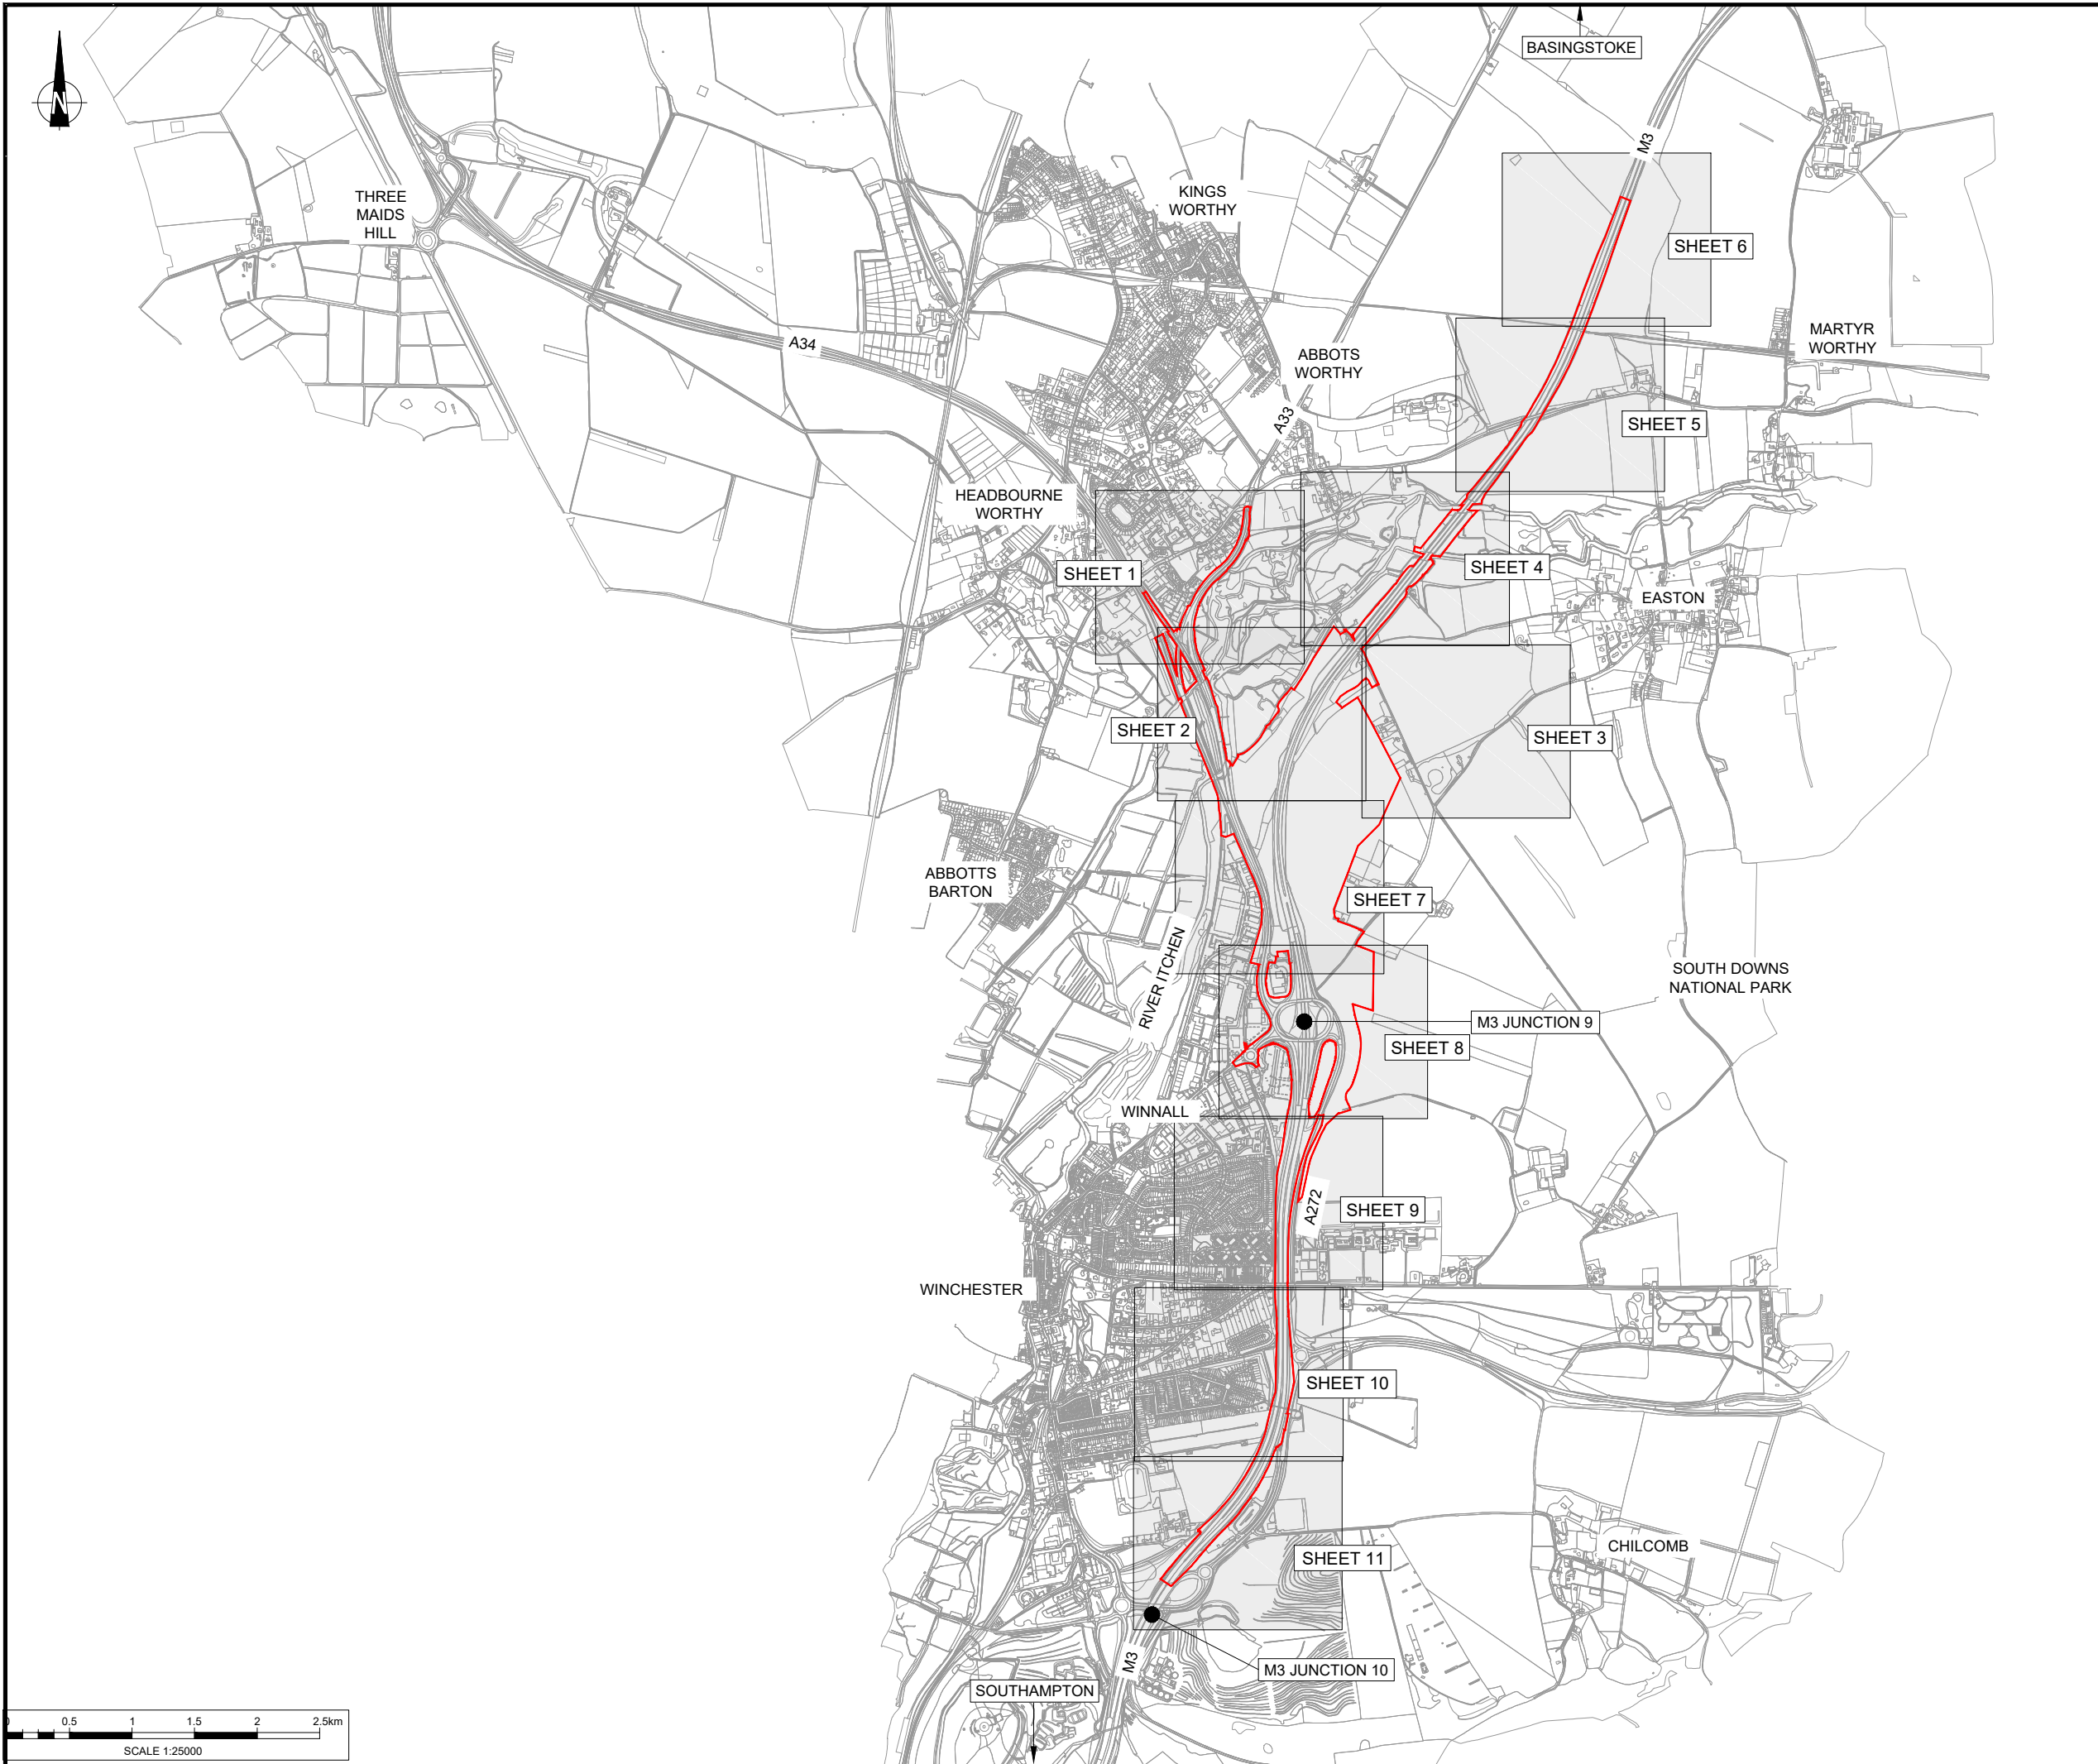 BASINGSTOKE
N
M3
THREE
MAIDS
HILL
KINGS
WORTHY
SHEET 6
A34
ABBOTS
WORTHY
MARTYR
WORTHY
A33
SHEET 5
HEADBOURNE
WORTHY
SHEET 1
SHEET 4
EASTON
SHEET 2
SHEET 3
ABBOTTS
BARTON
SHEET 7
RIVER ITCHEN
SOUTH DOWNS
NATIONAL PARK
M3 JUNCTION 9
SHEET 8
WINNALL
A272
SHEET 9
WINCHESTER
SHEET 10
CHILCOMB
SHEET 11
M3
M3 JUNCTION 10
SOUTHAMPTON
0 0.5 1 1.5 2 2.5km
SCALE 1:25000